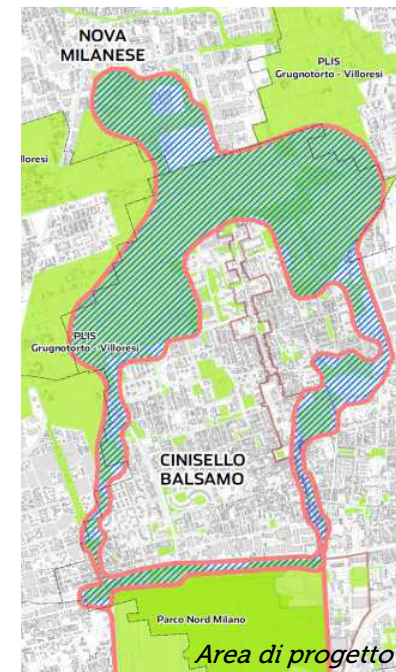 NOVA
MILANESE
PLIS
Grugnotorto - Villoresi
lloresi
PLIS
Grugnotorto - Villoresi
CINISELLO
BALSAMO
Parco Nord Milano
Area di progetto